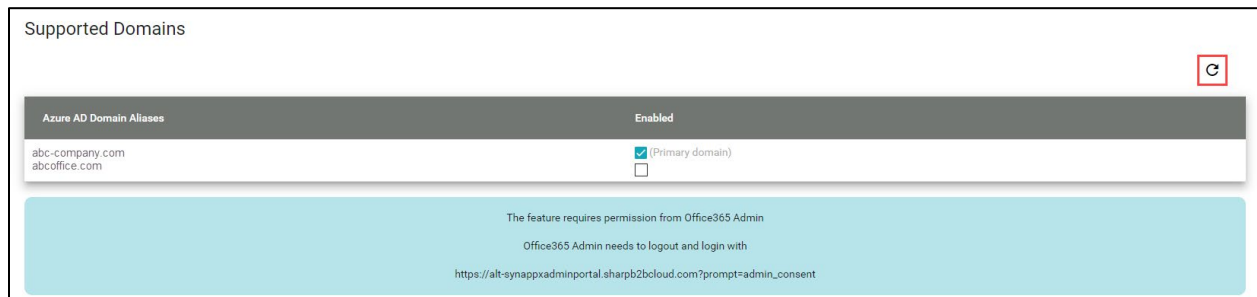 Supported Domains
Azure AD Domain Aliases Enabled
abc-company.com (Primary domain)
abcoffice.com
The feature requires permission from Office365 Admin
Office365 Admin needs to logout and login with
https://alt-synappxadminportal.sharpb2bcloud.com?prompt=admin_consent